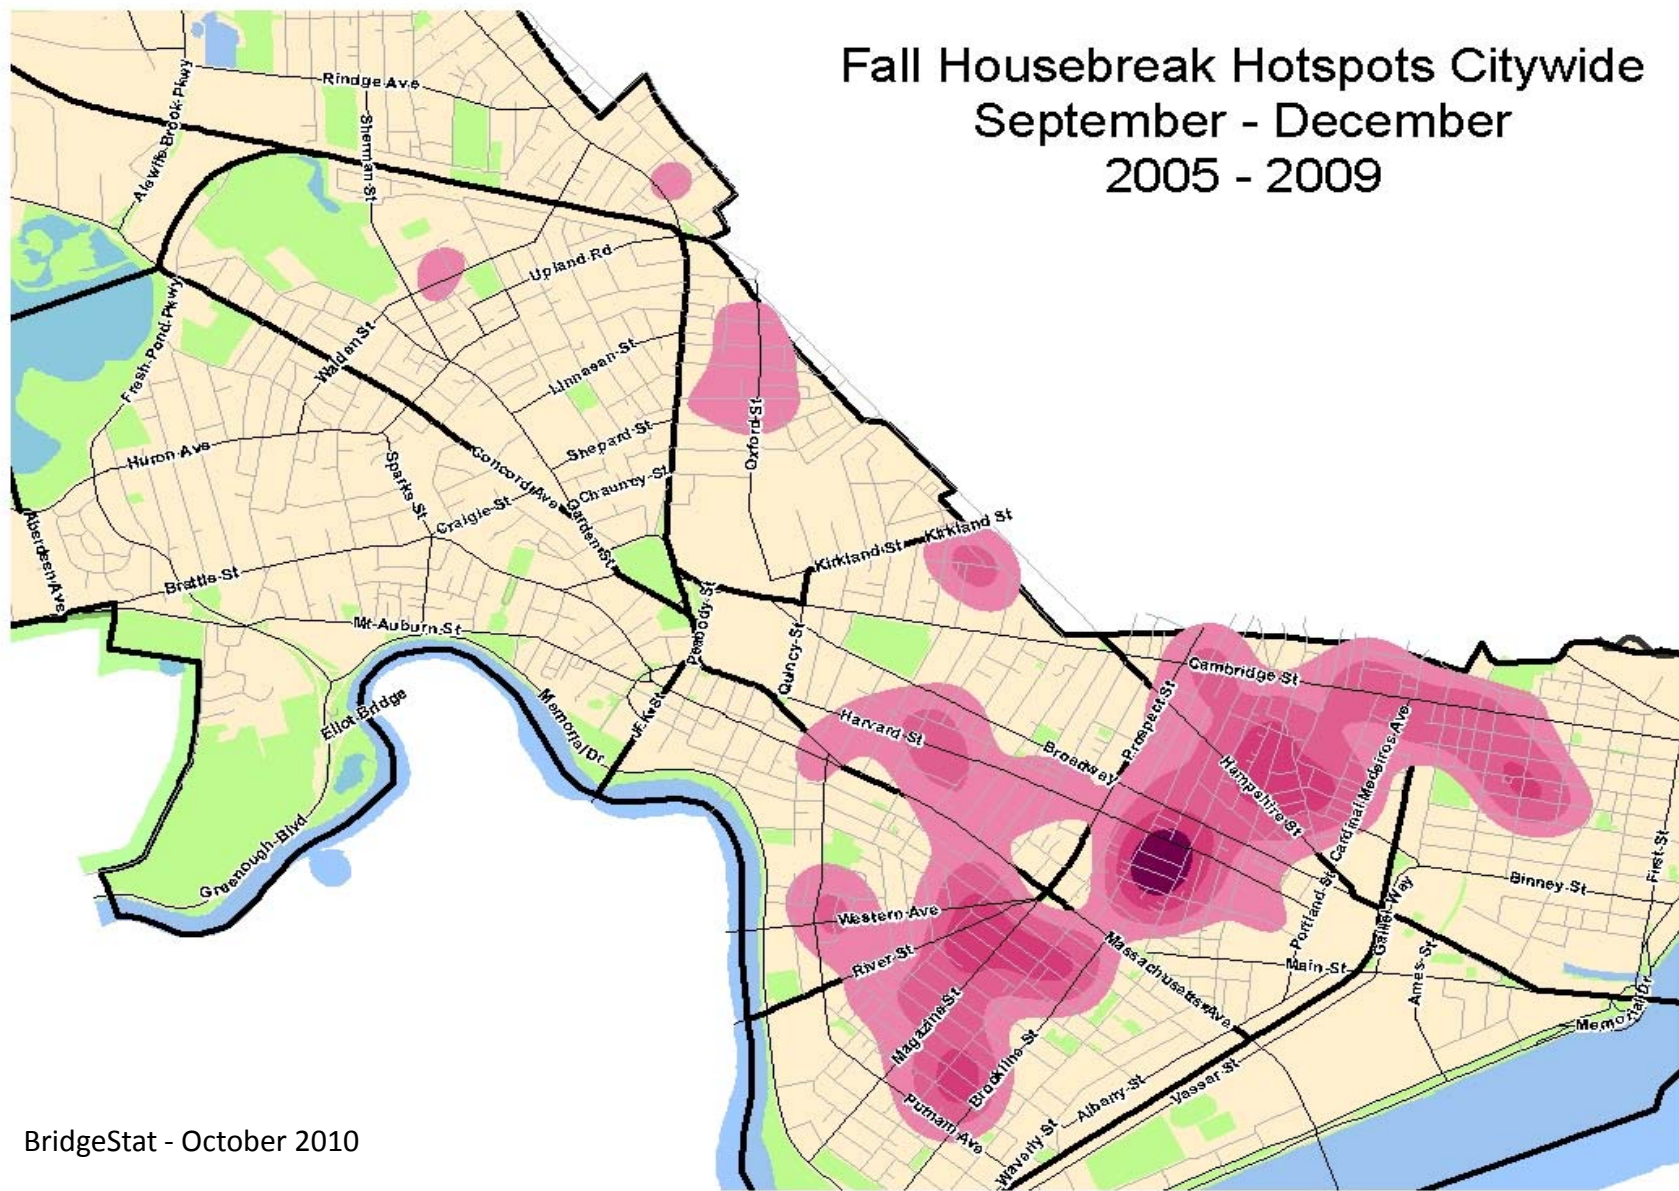 Fall Housebreak Hotspots Citywide
September - December
2005 - 2009
Rindge Ave
Alewife Brook Pkwy
Sherman St
Upland Rd
Fresh Pond Pkwy
Walden St
Linnaean St
Oxford St
Huron Ave
Shepard St
Sparks St
Concord Ave
Chauncy St
Craigie St
Garden St
Kirkland St
Kirkland St
Aberdeen Ave
Brattle St
Mt Auburn St
Peabody St
Quincy St
Cambridge St
Eliot Bridge
Memorial Dr
JFK St
Harvard St
Broadway
Prospect St
Hampshire St
Cardinal Medeiros Ave
Greenough Blvd
First St
Binney St
Western Ave
River St
Massachusetts Ave
Portland St
Galilei Way
Main St
Ames St
Magazine St
Brookline St
Memorial Dr
Putnam Ave
Albany St
Vassar St
Waverly St
BridgeStat - October 2010